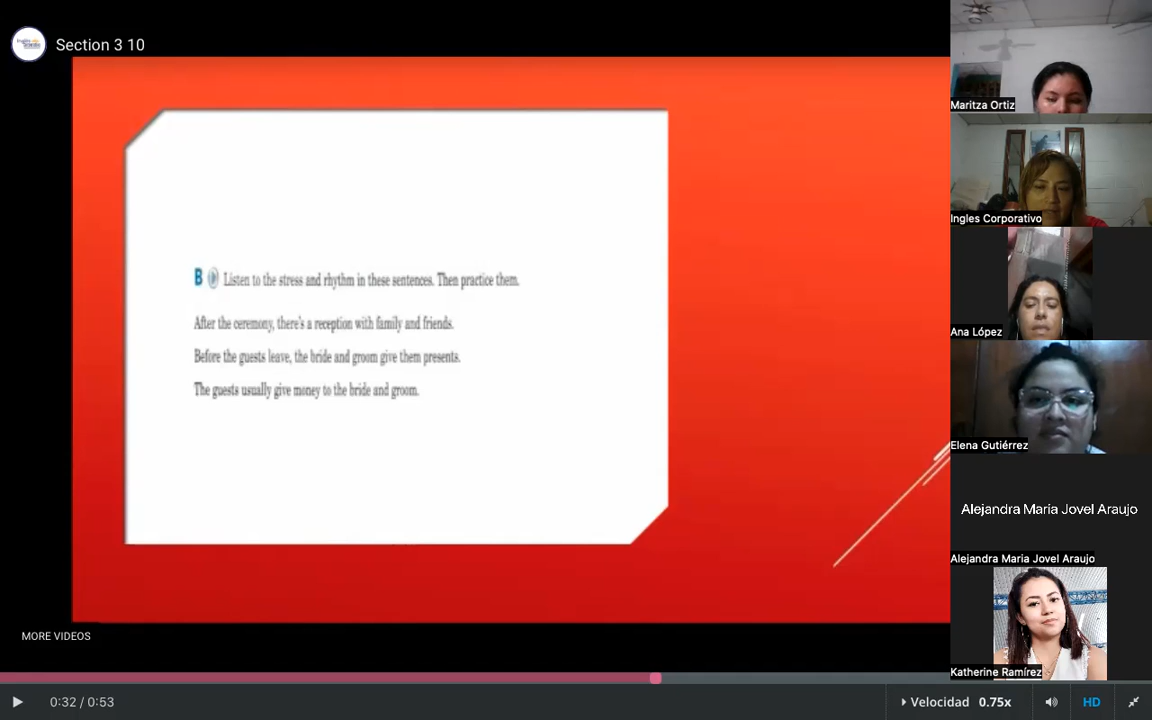 Section 3 10
B Listen to the stress and rhythm in these sentences. Then practice them.
After the ceremony, there's a reception with family and friends.
Before the guests leave, the bride and groom give them presents.
The guests usually give money to the bride and groom.
MORE VIDEOS
0:32 / 0:53
Velocidad 0.75x
HD
Maritza Ortiz
Ingles Corporativo
Ana López
Elena Gutiérrez
Alejandra Maria Jovel Araujo
Alejandra Maria Jovel Araujo
Katherine Ramírez